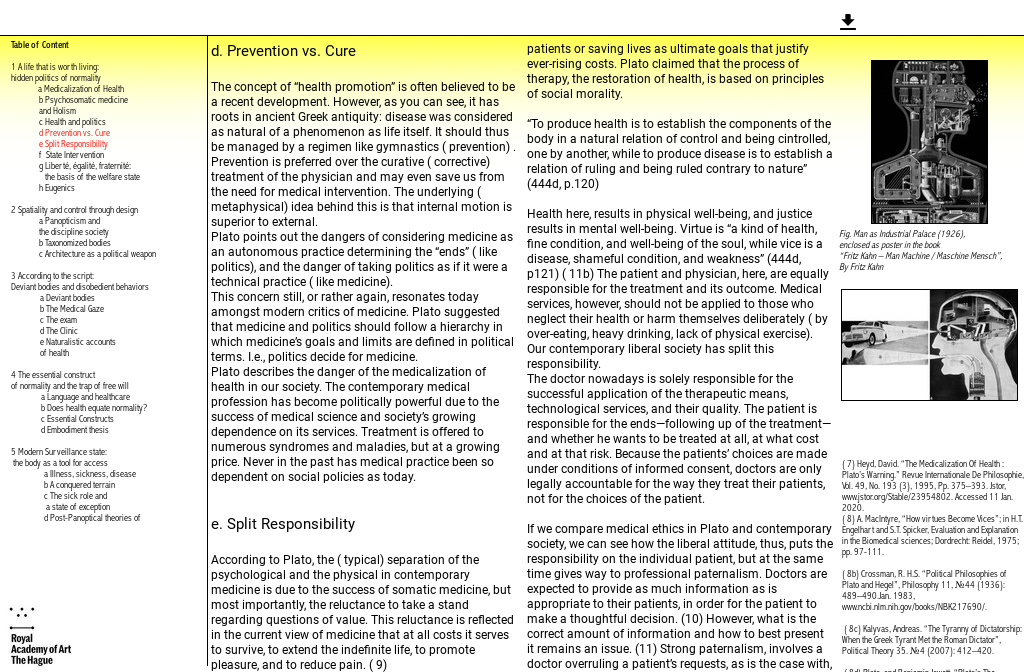 Table of Content
1 A life that is worth living:
hidden politics of normality
a Medicalization of Health
b Psychosomatic medicine
and Holism
c Health and politics
d Prevention vs. Cure
e Split Responsibility
f State Intervention
g Liberté, égalité, fraternité:
the basis of the welfare state
h Eugenics
2 Spatiality and control through design
a Panopticism and
the discipline society
b Taxonomized bodies
c Architecture as a political weapon
3 According to the script:
Deviant bodies and disobedient behaviors
a Deviant bodies
b The Medical Gaze
c The exam
d The Clinic
e Naturalistic accounts
of health
4 The essential construct
of normality and the trap of free will
a Language and healthcare
b Does health equate normality?
c Essential Constructs
d Embodiment thesis
5 Modern Surveillance state:
the body as a tool for access
a Illness, sickness, disease
b A conquered terrain
c The sick role and
a state of exception
d Post-Panoptical theories of
Royal
Academy of Art
The Hague
d. Prevention vs. Cure
The concept of “health promotion” is often believed to be
a recent development. However, as you can see, it has
roots in ancient Greek antiquity: disease was considered
as natural of a phenomenon as life itself. It should thus
be managed by a regimen like gymnastics ( prevention) .
Prevention is preferred over the curative ( corrective)
treatment of the physician and may even save us from
the need for medical intervention. The underlying (
metaphysical) idea behind this is that internal motion is
superior to external.
Plato points out the dangers of considering medicine as
an autonomous practice determining the “ends” ( like
politics), and the danger of taking politics as if it were a
technical practice ( like medicine).
This concern still, or rather again, resonates today
amongst modern critics of medicine. Plato suggested
that medicine and politics should follow a hierarchy in
which medicine’s goals and limits are defined in political
terms. I.e., politics decide for medicine.
Plato describes the danger of the medicalization of
health in our society. The contemporary medical
profession has become politically powerful due to the
success of medical science and society’s growing
dependence on its services. Treatment is offered to
numerous syndromes and maladies, but at a growing
price. Never in the past has medical practice been so
dependent on social policies as today.
e. Split Responsibility
According to Plato, the ( typical) separation of the
psychological and the physical in contemporary
medicine is due to the success of somatic medicine, but
most importantly, the reluctance to take a stand
regarding questions of value. This reluctance is reflected
in the current view of medicine that at all costs it serves
to survive, to extend the indefinite life, to promote
pleasure, and to reduce pain. ( 9)
patients or saving lives as ultimate goals that justify
ever-rising costs. Plato claimed that the process of
therapy, the restoration of health, is based on principles
of social morality.
“To produce health is to establish the components of the
body in a natural relation of control and being cintrolled,
one by another, while to produce disease is to establish a
relation of ruling and being ruled contrary to nature”
(444d, p.120)
Health here, results in physical well-being, and justice
results in mental well-being. Virtue is “a kind of health,
fine condition, and well-being of the soul, while vice is a
disease, shameful condition, and weakness” (444d,
p121) ( 11b) The patient and physician, here, are equally
responsible for the treatment and its outcome. Medical
services, however, should not be applied to those who
neglect their health or harm themselves deliberately ( by
over-eating, heavy drinking, lack of physical exercise).
Our contemporary liberal society has split this
responsibility.
The doctor nowadays is solely responsible for the
successful application of the therapeutic means,
technological services, and their quality. The patient is
responsible for the ends—following up of the treatment—
and whether he wants to be treated at all, at what cost
and at that risk. Because the patients’ choices are made
under conditions of informed consent, doctors are only
legally accountable for the way they treat their patients,
not for the choices of the patient.
If we compare medical ethics in Plato and contemporary
society, we can see how the liberal attitude, thus, puts the
responsibility on the individual patient, but at the same
time gives way to professional paternalism. Doctors are
expected to provide as much information as is
appropriate to their patients, in order for the patient to
make a thoughtful decision. (10) However, what is the
correct amount of information and how to best present
it remains an issue. (11) Strong paternalism, involves a
doctor overruling a patient’s requests, as is the case with,
Fig. Man as Industrial Palace (1926),
enclosed as poster in the book
“Fritz Kahn – Man Machine / Maschine Mensch”,
By Fritz Kahn
( 7) Heyd, David. “The Medicalization Of Health :
Plato's Warning.” Revue Internationale De Philosophie,
Vol. 49, No. 193 (3), 1995, Pp. 375–393. Jstor,
www.jstor.org/Stable/23954802. Accessed 11 Jan.
2020.
( 8) A. MacIntyre, “How virtues Become Vices”; in H.T.
Engelhart and S.T. Spicker, Evaluation and Explanation
in the Biomedical sciences; Dordrecht: Reidel, 1975;
pp. 97-111.
( 8b) Crossman, R. H.S. “Political Philosophies of
Plato and Hegel”, Philosophy 11, №44 (1936):
489–490.Jan. 1983,
www.ncbi.nlm.nih.gov/books/NBK217690/.
( 8c) Kalyvas, Andreas. “The Tyranny of Dictatorship:
When the Greek Tyrant Met the Roman Dictator”,
Political Theory 35. №4 (2007): 412–420.